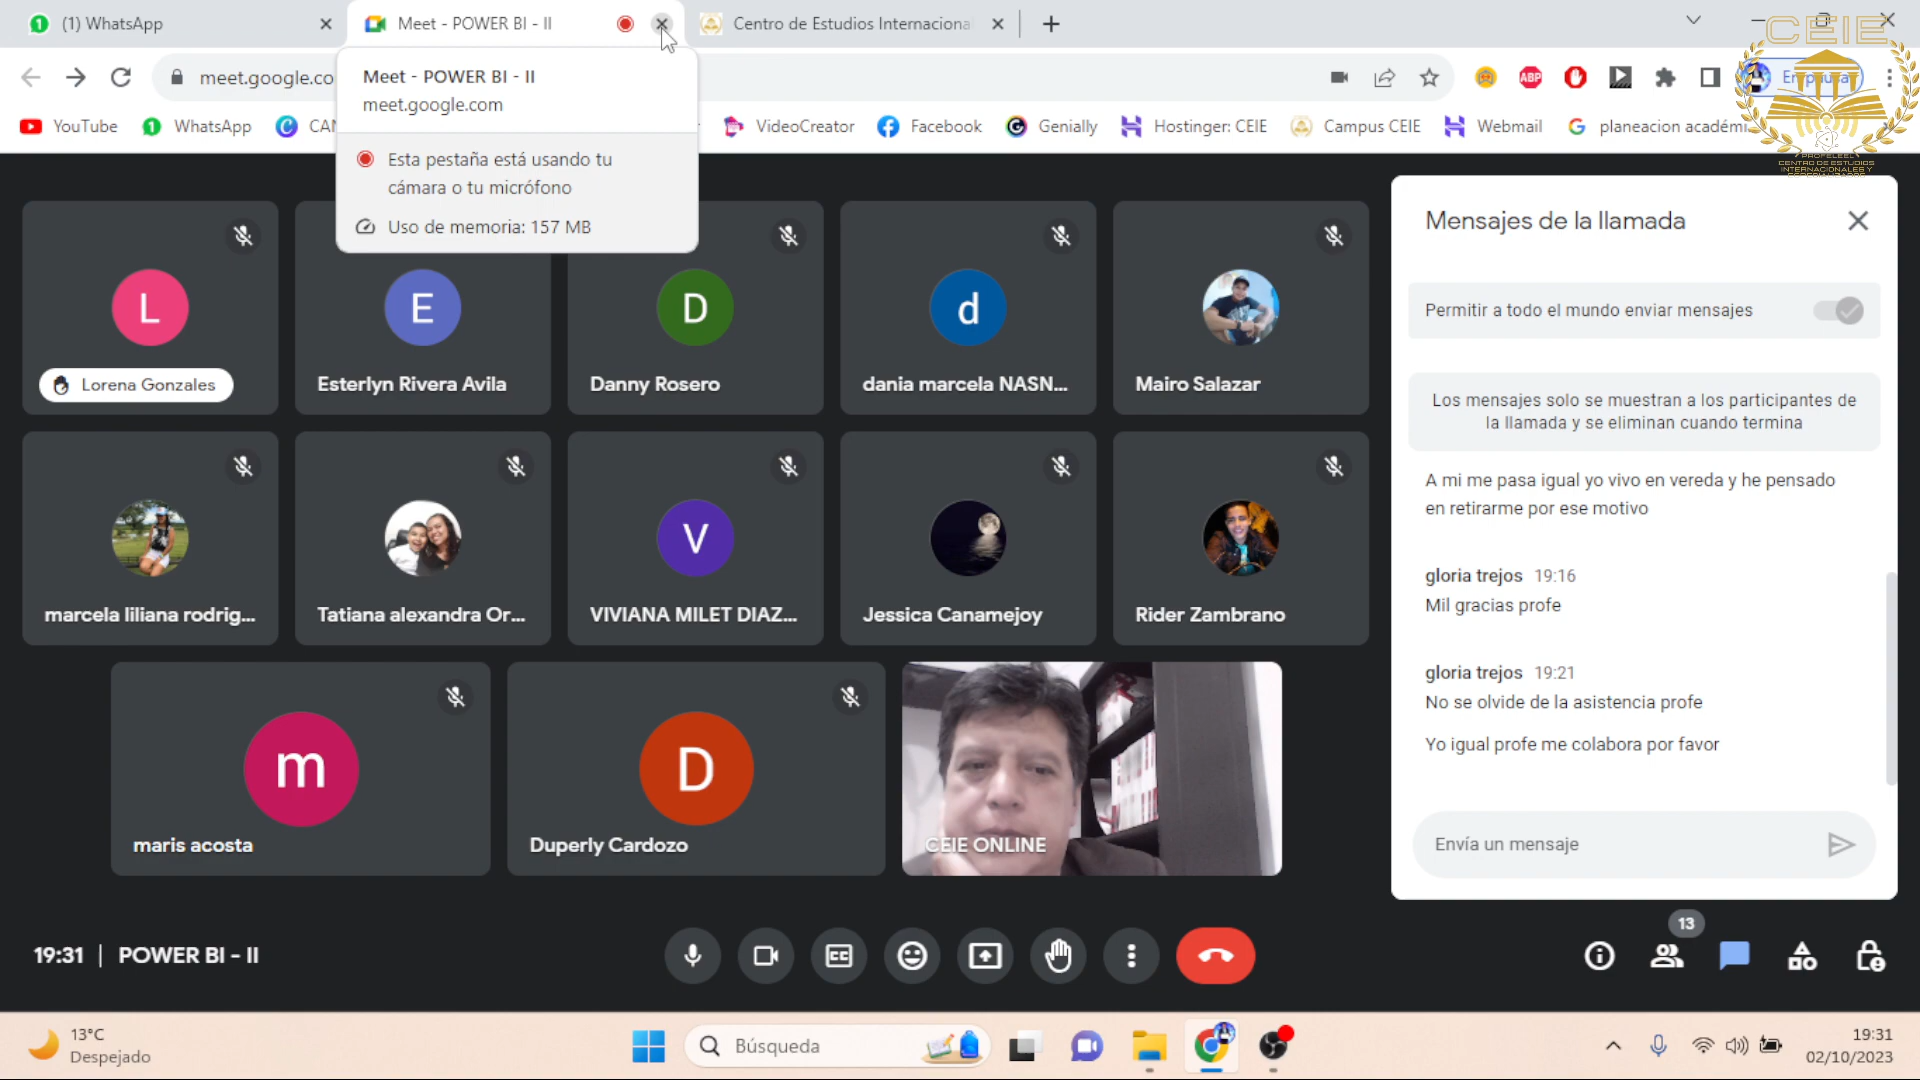 (1) WhatsApp
Meet - POWER BI - II
Centro de Estudios Internaciona
meet.google.co
ABP
YouTube
WhatsApp
VideoCreator
Facebook
Genially
Hostinger: CEIE
Campus CEIE
Webmail
planeacion académi
CEIE
CENTRO DE ESTUDIOS
INTERNACIONALES Y
Meet - POWER BI - II
meet.google.com
Esta pestaña está usando tu
cámara o tu micrófono
Uso de memoria: 157 MB
L
Lorena Gonzales
E
Esterlyn Rivera Avila
D
Danny Rosero
d
dania marcela NASN...
Mairo Salazar
marcela liliana rodrig...
Tatiana alexandra Or...
V
VIVIANA MILET DIAZ...
Jessica Canamejoy
Rider Zambrano
m
maris acosta
D
Duperly Cardozo
CEIE ONLINE
Mensajes de la llamada
Permitir a todo el mundo enviar mensajes
Los mensajes solo se muestran a los participantes de
la llamada y se eliminan cuando termina
A mi me pasa igual yo vivo en vereda y he pensado
en retirarme por ese motivo
gloria trejos 19:16
Mil gracias profe
gloria trejos 19:21
No se olvide de la asistencia profe
Yo igual profe me colabora por favor
Envía un mensaje
19:31 | POWER BI - II
13
13°C
Despejado
Búsqueda
19:31
02/10/2023